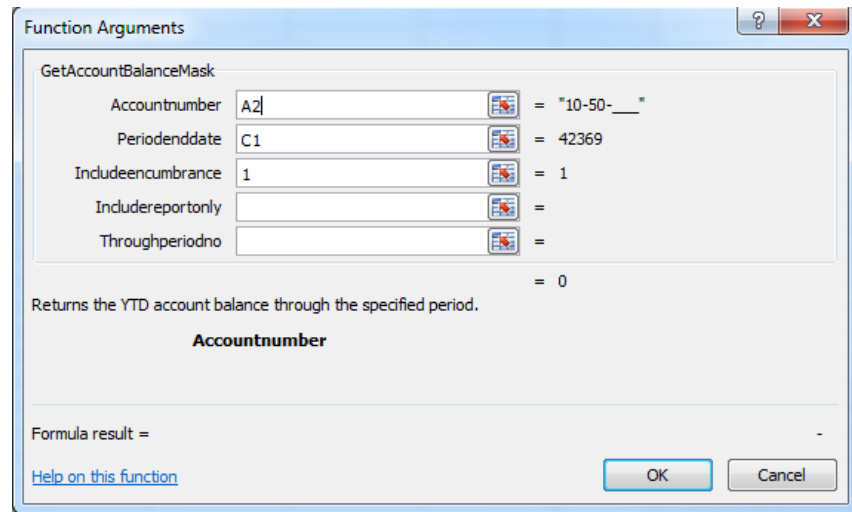 Function Arguments ? X
GetAccountBalanceMask
Accountnumber A2 = "10-50-___"
Periodenddate C1 = 42369
Includeencumbrance 1 = 1
Includereportonly =
Throughperiodno =
= 0
Returns the YTD account balance through the specified period.
Accountnumber
Formula result = -
Help on this function OK Cancel